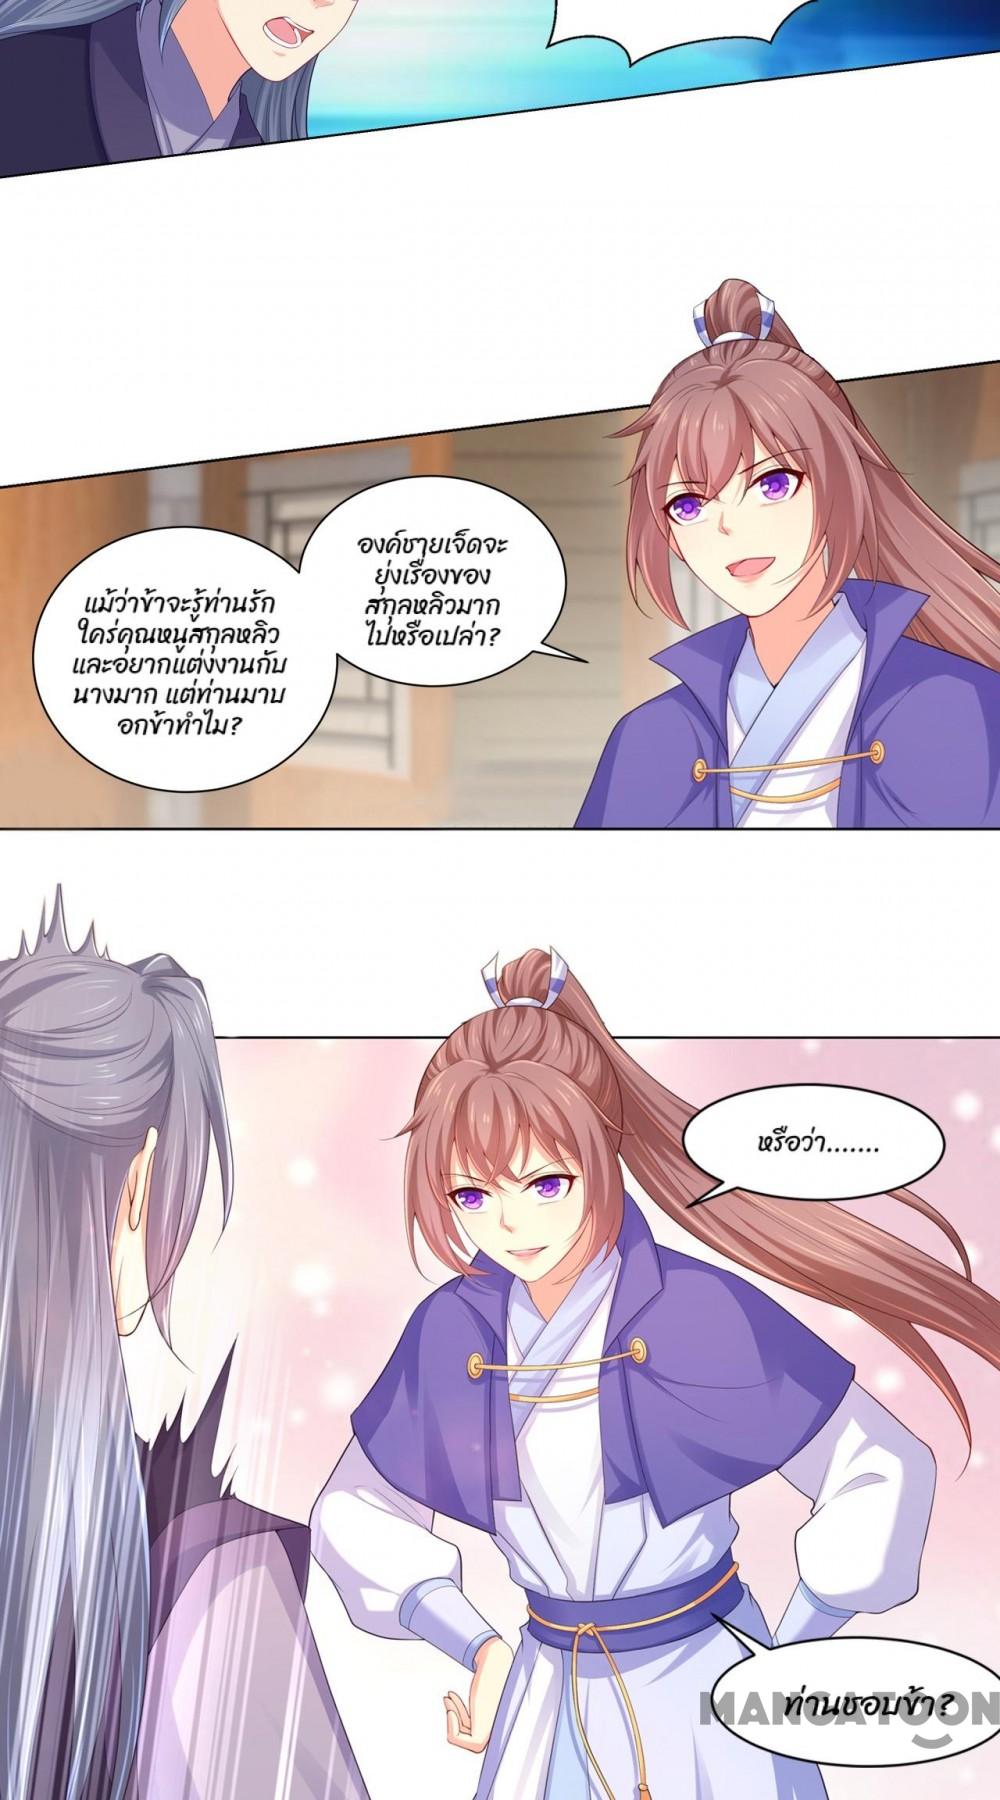 องค์ชายเจ็ดจะ
ยุ่งเรื่องของ
สกุลหลิวมาก
ไปหรือเปล่า?
แม้ว่าข้าจะรู้ท่านรัก
ใคร่คุณหนูสกุลหลิว
และอยากแต่งงานกับ
นางมาก แต่ท่านมาบ
อกข้าทำไม?
หรือว่า.......
ท่านชอบข้า?
MANGATOON